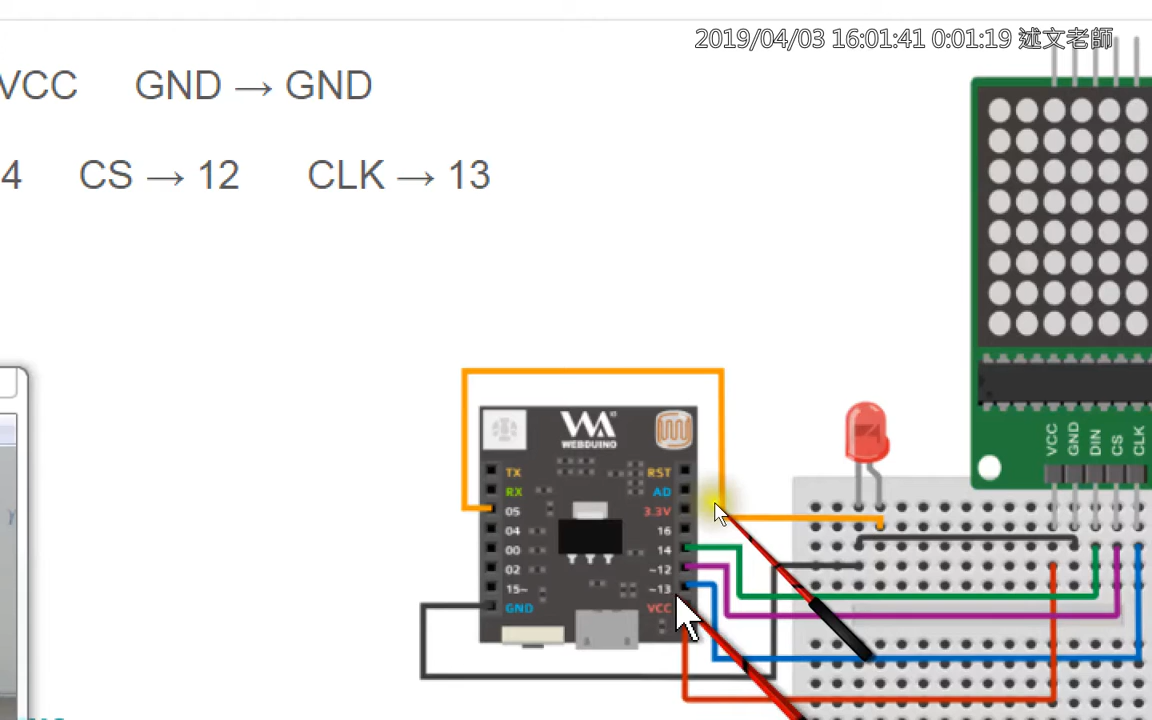 2019/04/03 16:01:41 0:01:19 述文老師
VCC GND → GND
4 CS → 12 CLK → 13
WEBDUINO
TX RST
RX AD
05 3.3V
04 16
00 14
02 ~12
15~ ~13
GND VCC
VCC GND DIN CS CLK